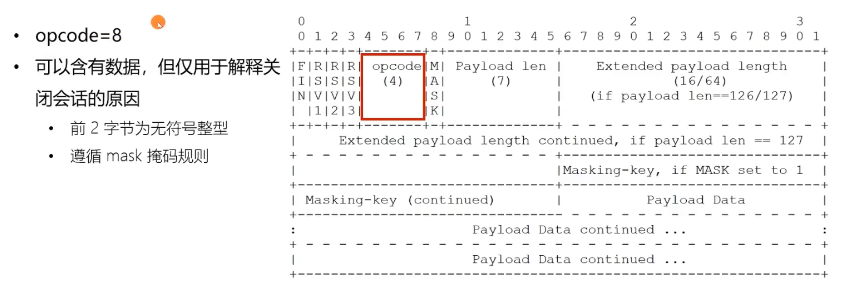 • opcode=8
• 可以含有数据，但仅用于解释关
闭会话的原因
• 前 2 字节为无符号整型
• 遵循 mask 掩码规则
 0                   1                   2                   3
 0 1 2 3 4 5 6 7 8 9 0 1 2 3 4 5 6 7 8 9 0 1 2 3 4 5 6 7 8 9 0 1
+-+-+-+-+-------+-+-------------+-------------------------------+
|F|R|R|R| opcode|M| Payload len |    Extended payload length    |
|I|S|S|S|  (4)  |A|     (7)     |             (16/64)           |
|N|V|V|V|       |S|             |   (if payload len==126/127)   |
| |1|2|3|       |K|             |                               |
+-+-+-+-+-------+-+-------------+ - - - - - - - - - - - - - - - +
|     Extended payload length continued, if payload len == 127  |
+ - - - - - - - - - - - - - - - +-------------------------------+
|                               |Masking-key, if MASK set to 1  |
+-------------------------------+-------------------------------+
| Masking-key (continued)       |          Payload Data         |
+-------------------------------- - - - - - - - - - - - - - - - +
:                     Payload Data continued ...                :
+ - - - - - - - - - - - - - - - - - - - - - - - - - - - - - - - +
|                     Payload Data continued ...                |
+---------------------------------------------------------------+